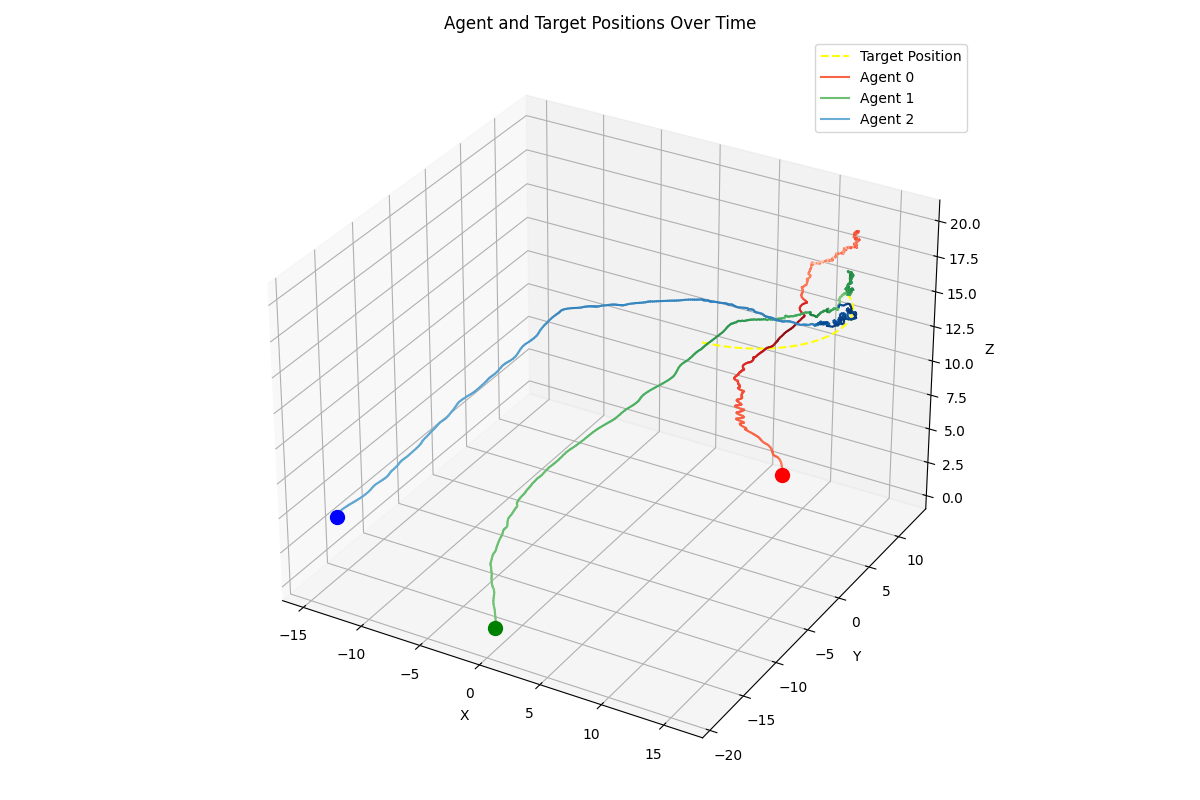 Agent and Target Positions Over Time
Target Position
Agent 0
Agent 1
Agent 2
20.0
17.5
15.0
12.5
10.0
7.5
5.0
2.5
0.0
Z
−15
−10
−5
0
5
10
15
X
−20
−15
−10
−5
0
5
10
Y